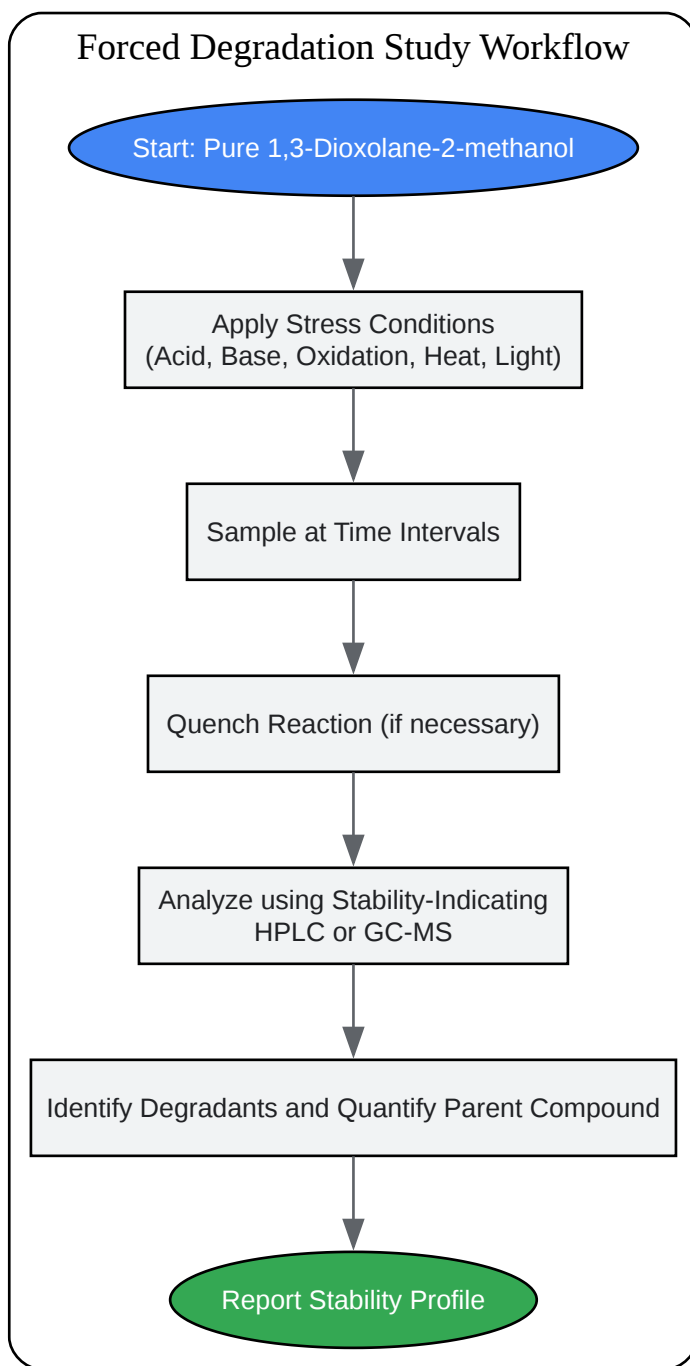 Forced Degradation Study Workflow
Start: Pure 1,3-Dioxolane-2-methanol
Apply Stress Conditions
(Acid, Base, Oxidation, Heat, Light)
Sample at Time Intervals
Quench Reaction (if necessary)
Analyze using Stability-Indicating
HPLC or GC-MS
Identify Degradants and Quantify Parent Compound
Report Stability Profile